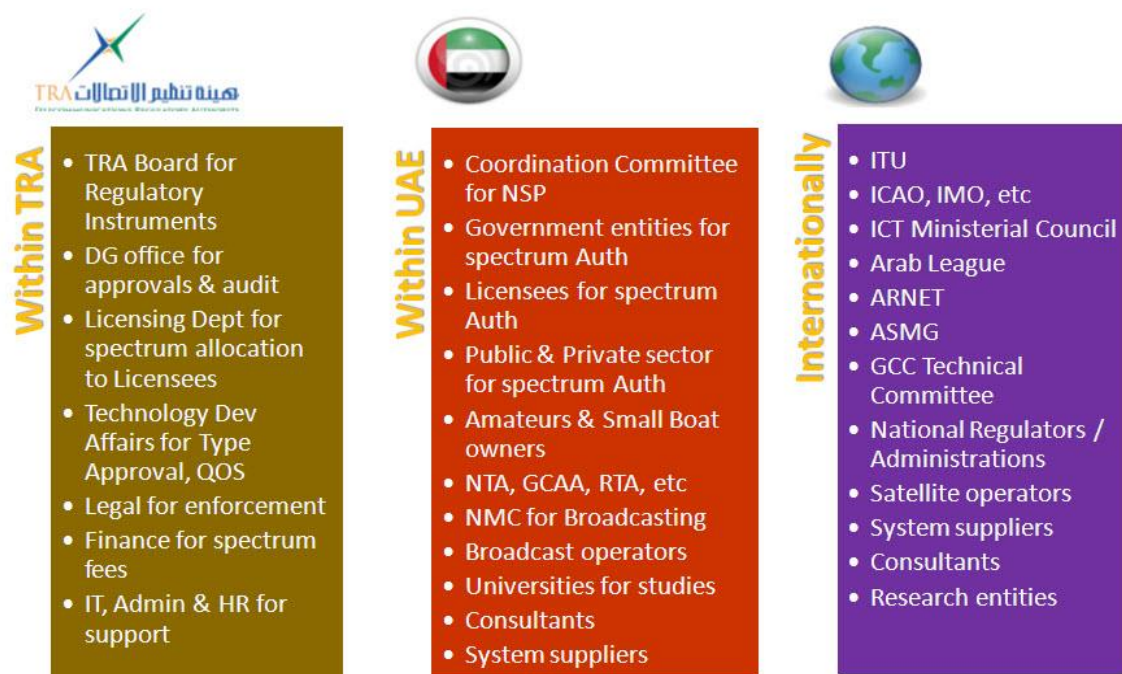 TRA هيئة تنظيم الاتصالات
TELECOMMUNICATIONS REGULATORY AUTHORITY
Within TRA
• TRA Board for
Regulatory
Instruments
• DG office for
approvals & audit
• Licensing Dept for
spectrum allocation
to Licensees
• Technology Dev
Affairs for Type
Approval, QOS
• Legal for enforcement
• Finance for spectrum
fees
• IT, Admin & HR for
support
Within UAE
• Coordination Committee
for NSP
• Government entities for
spectrum Auth
• Licensees for spectrum
Auth
• Public & Private sector
for spectrum Auth
• Amateurs & Small Boat
owners
• NTA, GCAA, RTA, etc
• NMC for Broadcasting
• Broadcast operators
• Universities for studies
• Consultants
• System suppliers
Internationally
• ITU
• ICAO, IMO, etc
• ICT Ministerial Council
• Arab League
• ARNET
• ASMG
• GCC Technical
Committee
• National Regulators /
Administrations
• Satellite operators
• System suppliers
• Consultants
• Research entities